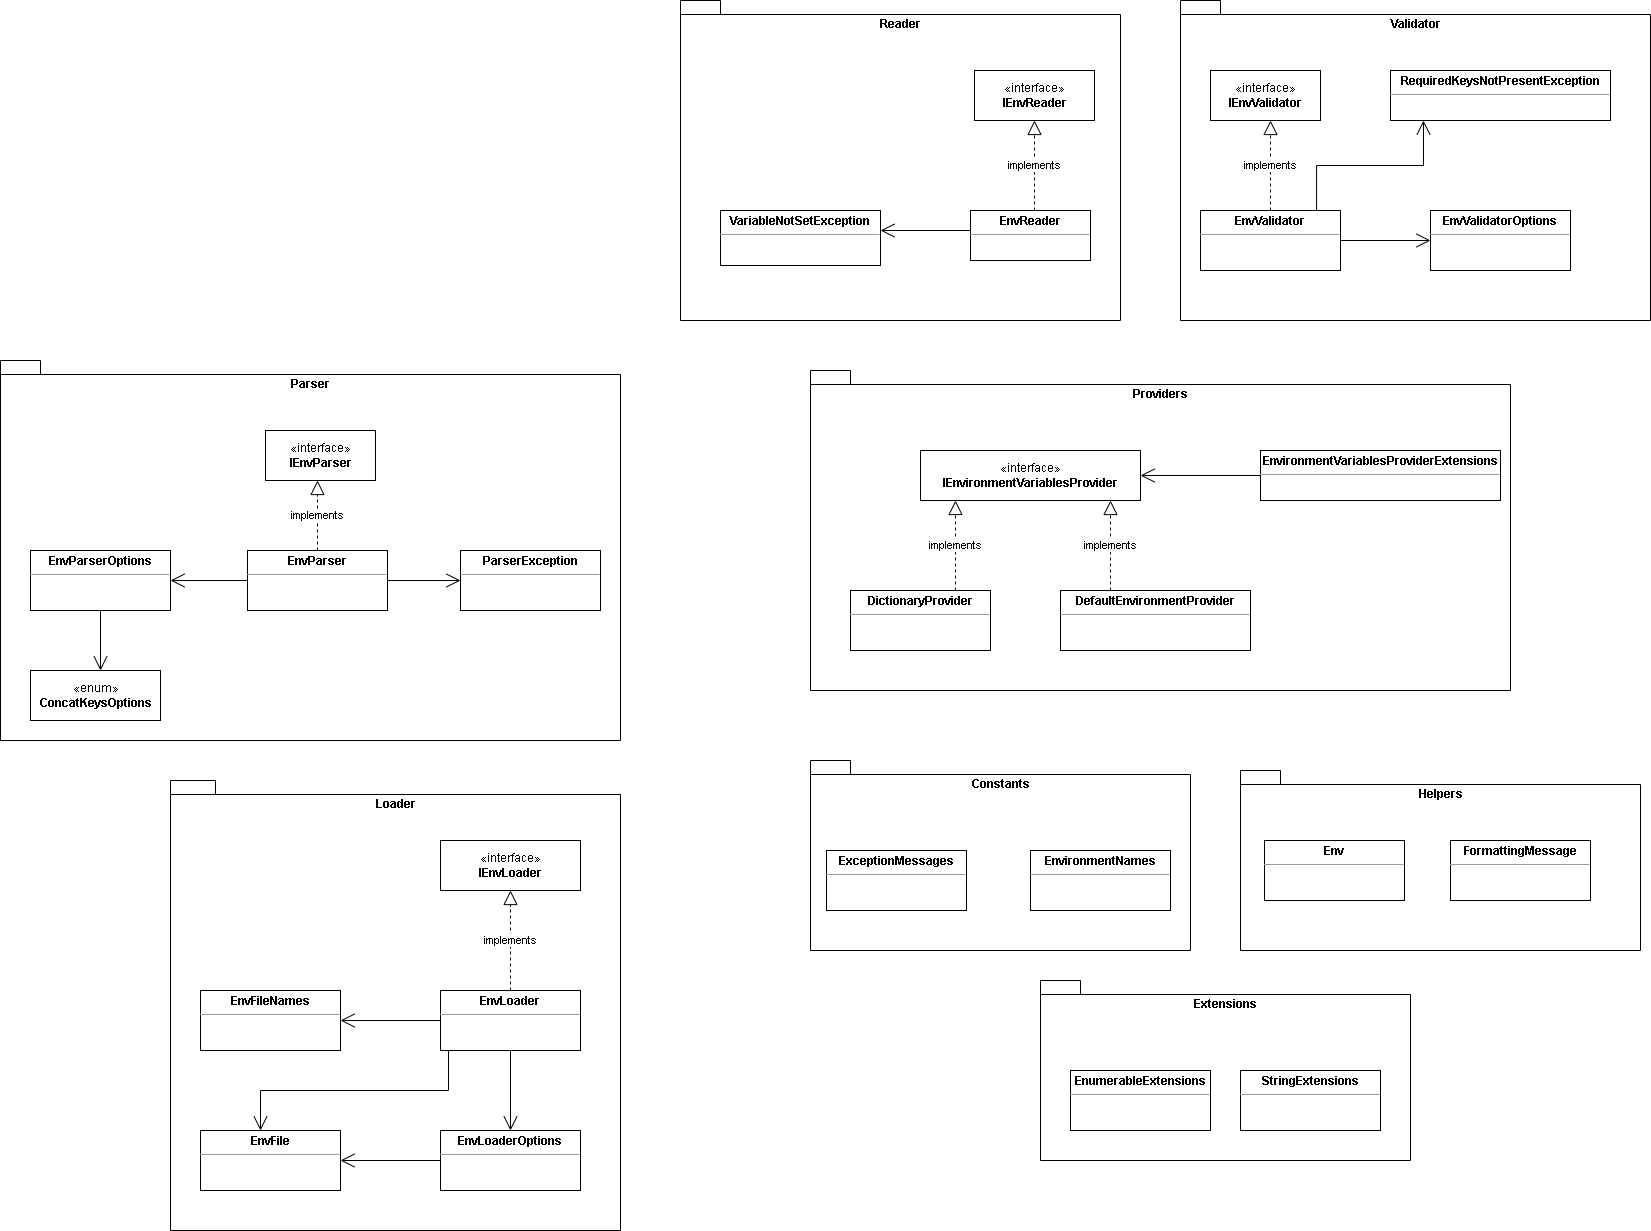 Reader
«interface»
IEnvReader
implements
VariableNotSetException
EnvReader
Validator
«interface»
IEnvValidator
RequiredKeysNotPresentException
implements
EnvValidator
EnvValidatorOptions
Parser
«interface»
IEnvParser
implements
EnvParserOptions
EnvParser
ParserException
«enum»
ConcatKeysOptions
Providers
«interface»
IEnvironmentVariablesProvider
EnvironmentVariablesProviderExtensions
implements
implements
DictionaryProvider
DefaultEnvironmentProvider
Loader
«interface»
IEnvLoader
implements
EnvFileNames
EnvLoader
EnvFile
EnvLoaderOptions
Constants
ExceptionMessages
EnvironmentNames
Helpers
Env
FormattingMessage
Extensions
EnumerableExtensions
StringExtensions